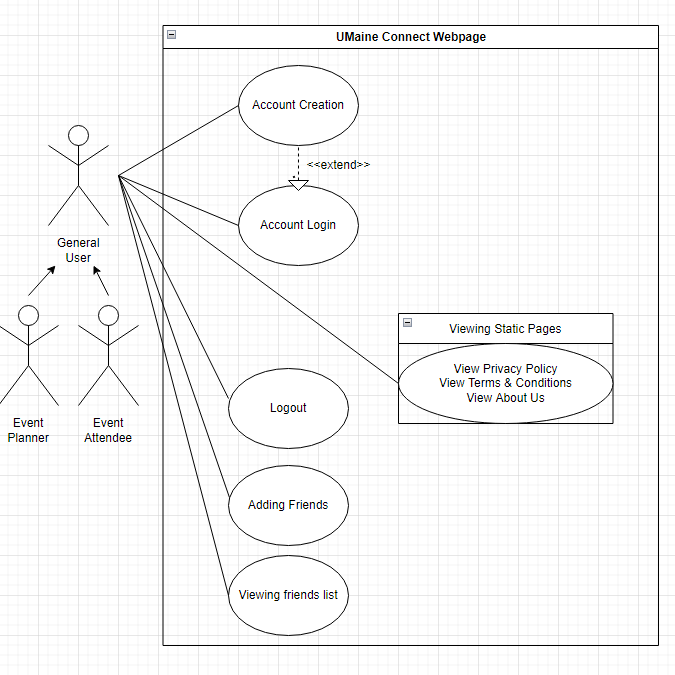 UMaine Connect Webpage
Account Creation
<<extend>>
Account Login
General
User
Viewing Static Pages
View Privacy Policy
View Terms & Conditions
View About Us
Logout
Event
Planner
Event
Attendee
Adding Friends
Viewing friends list